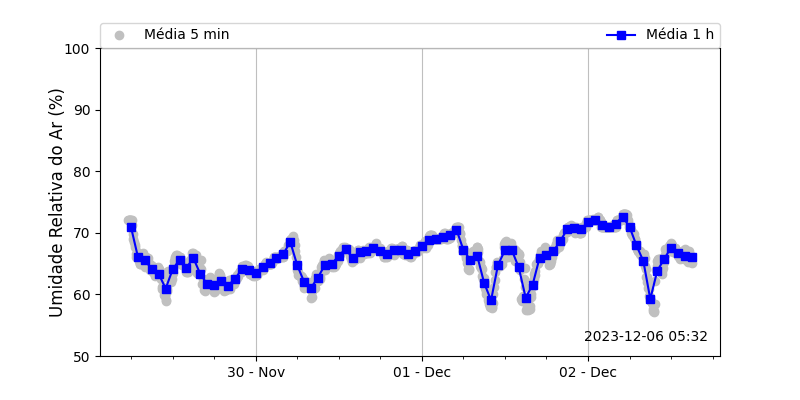 Média 5 min
Média 1 h
Umidade Relativa do Ar (%)
100
90
80
70
60
50
2023-12-06 05:32
30 - Nov
01 - Dec
02 - Dec